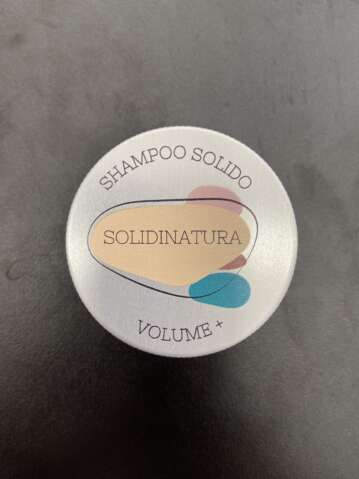 SHAMPOO SOLIDO
SOLIDINATURA
VOLUME +